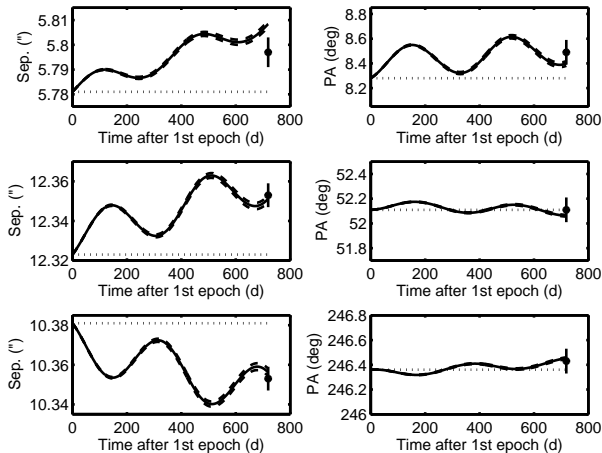 5.81
5.8
5.79
5.78
Sep. (")
0 200 400 600 800
Time after 1st epoch (d)
8.8
8.6
8.4
8.2
PA (deg)
0 200 400 600 800
Time after 1st epoch (d)
12.36
12.34
12.32
Sep. (")
0 200 400 600 800
Time after 1st epoch (d)
52.4
52.2
52
51.8
PA (deg)
0 200 400 600 800
Time after 1st epoch (d)
10.38
10.36
10.34
Sep. (")
0 200 400 600 800
Time after 1st epoch (d)
246.8
246.6
246.4
246.2
246
PA (deg)
0 200 400 600 800
Time after 1st epoch (d)